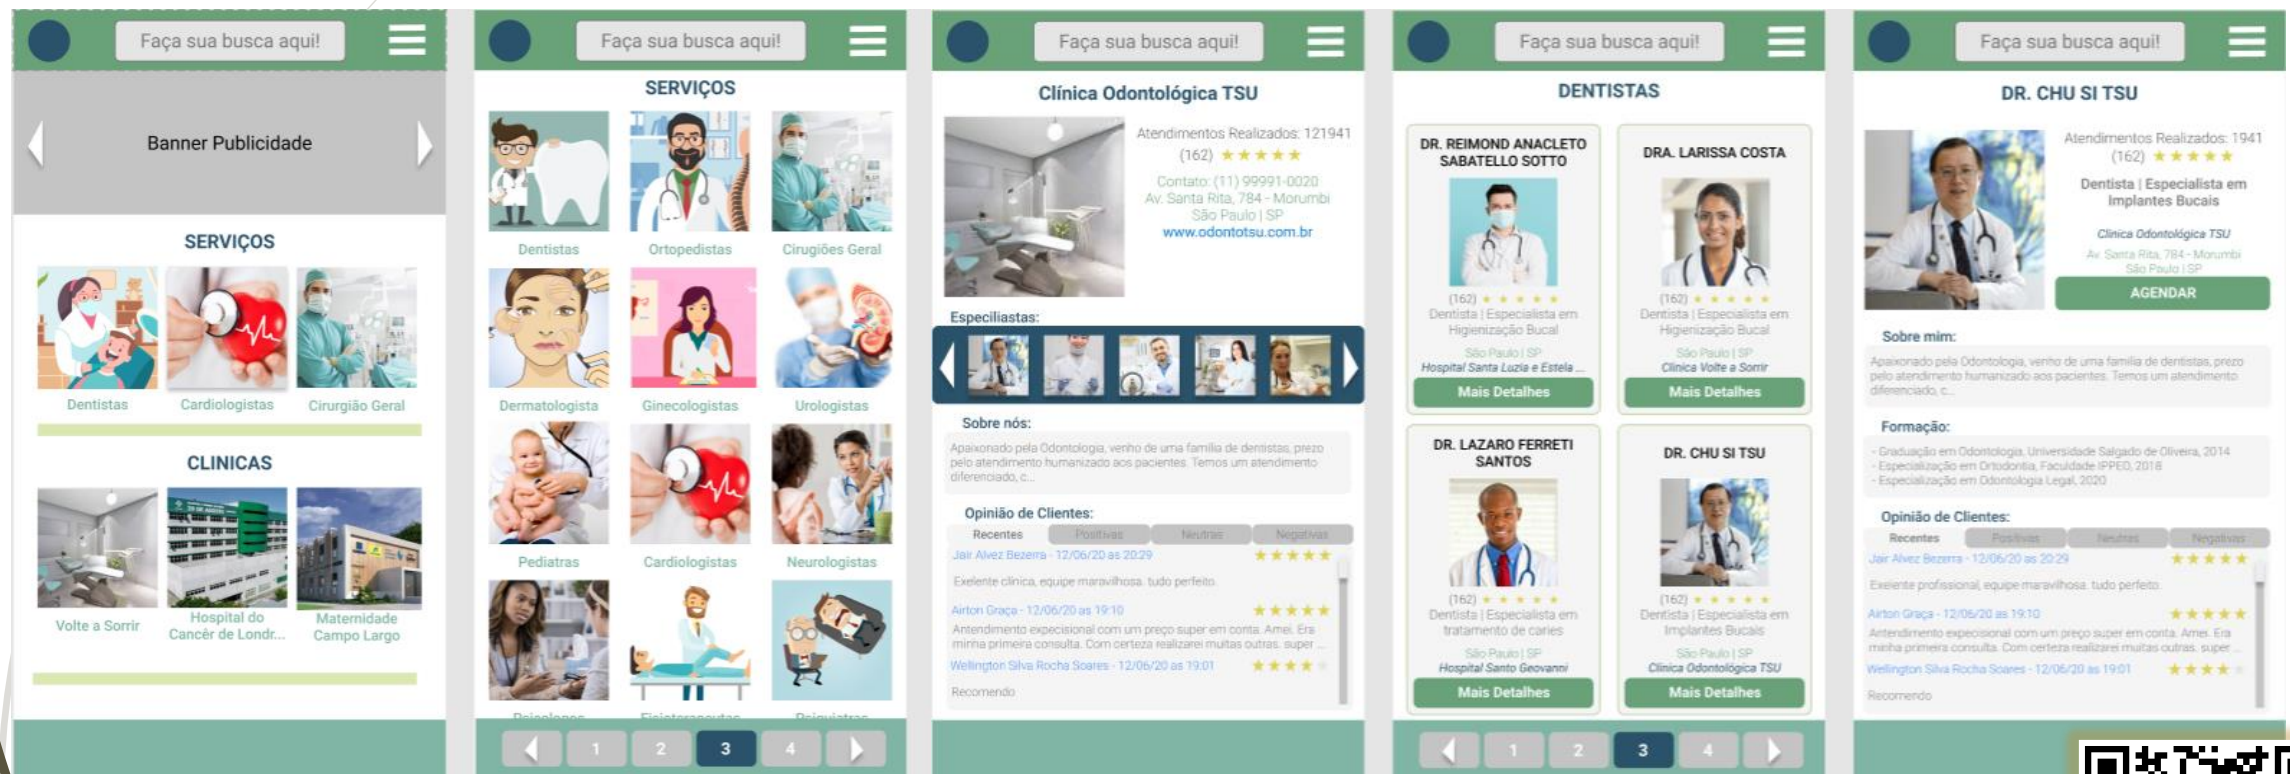 Faça sua busca aqui!
Banner Publicidade
SERVIÇOS
Dentistas
Cardiologistas
Cirurgião Geral
CLINICAS
Volte a Sorrir
Hospital do
Cancêr de Londr...
Maternidade
Campo Largo
Faça sua busca aqui!
SERVIÇOS
Dentistas
Ortopedistas
Cirugiões Geral
Dermatologista
Ginecologistas
Urologistas
Pediatras
Cardiologistas
Neurologistas
Psicologos
Fisioterapeutas
Psiquiatras
1 2 3 4
Faça sua busca aqui!
Clínica Odontológica TSU
Atendimentos Realizados: 121941
(162) ★★★★★
Contato: (11) 99991-0020
Av. Santa Rita, 784 - Morumbi
São Paulo | SP
www.odontotsu.com.br
Especiliastas:
Sobre nós:
Apaixonado pela Odontologia, venho de uma família de dentistas, prezo
pelo atendimento humanizado aos pacientes. Temos um atendimento
diferenciado, c...
Opinião de Clientes:
Recentes Positivas Neutras Negativas
Jair Alvez Bezerra - 12/06/20 as 20:29 ★★★★★
Exelente clínica, equipe maravilhosa. tudo perfeito.
Airton Graça - 12/06/20 as 19:10 ★★★★★
Antendimento expecisional com um preço super em conta. Amei. Era
minha primeira consulta. Com certeza realizarei muitas outras. super ...
Wellington Silva Rocha Soares - 12/06/20 as 19:01 ★★★★★
Recomendo
Faça sua busca aqui!
DENTISTAS
DR. REIMOND ANACLETO
SABATELLO SOTTO
(162) ★★★★★
Dentista | Especialista em
Higienização Bucal
São Paulo | SP
Hospital Santa Luzia e Estela ...
Mais Detalhes
DRA. LARISSA COSTA
(162) ★★★★★
Dentista | Especialista em
Higienização Bucal
São Paulo | SP
Clinica Volte a Sorrir
Mais Detalhes
DR. LAZARO FERRETI
SANTOS
(162) ★★★★★
Dentista | Especialista em
tratamento de caries
São Paulo | SP
Hospital Santo Geovanni
Mais Detalhes
DR. CHU SI TSU
(162) ★★★★★
Dentista | Especialista em
Implantes Bucais
São Paulo | SP
Clinica Odontológica TSU
Mais Detalhes
1 2 3 4
Faça sua busca aqui!
DR. CHU SI TSU
Atendimentos Realizados: 1941
(162) ★★★★★
Dentista | Especialista em
Implantes Bucais
Clinica Odontológica TSU
Av. Santa Rita, 784 - Morumbi
São Paulo | SP
AGENDAR
Sobre mim:
Apaixonado pela Odontologia, venho de uma família de dentistas, prezo
pelo atendimento humanizado aos pacientes. Temos um atendimento
diferenciado, c...
Formação:
- Graduação em Odontologia, Universidade Salgado de Oliveira, 2014
- Especialização em Ortodontia, Faculdade IPPEO, 2018
- Especialização em Odontologia Legal, 2020
Opinião de Clientes:
Recentes Positivas Neutras Negativas
Jair Alvez Bezerra - 12/06/20 as 20:29 ★★★★★
Exelente profissional, equipe maravilhosa. tudo perfeito.
Airton Graça - 12/06/20 as 19:10 ★★★★★
Antendimento expecisional com um preço super em conta. Amei. Era
minha primeira consulta. Com certeza realizarei muitas outras. super ...
Wellington Silva Rocha Soares - 12/06/20 as 19:01 ★★★★★
Recomendo